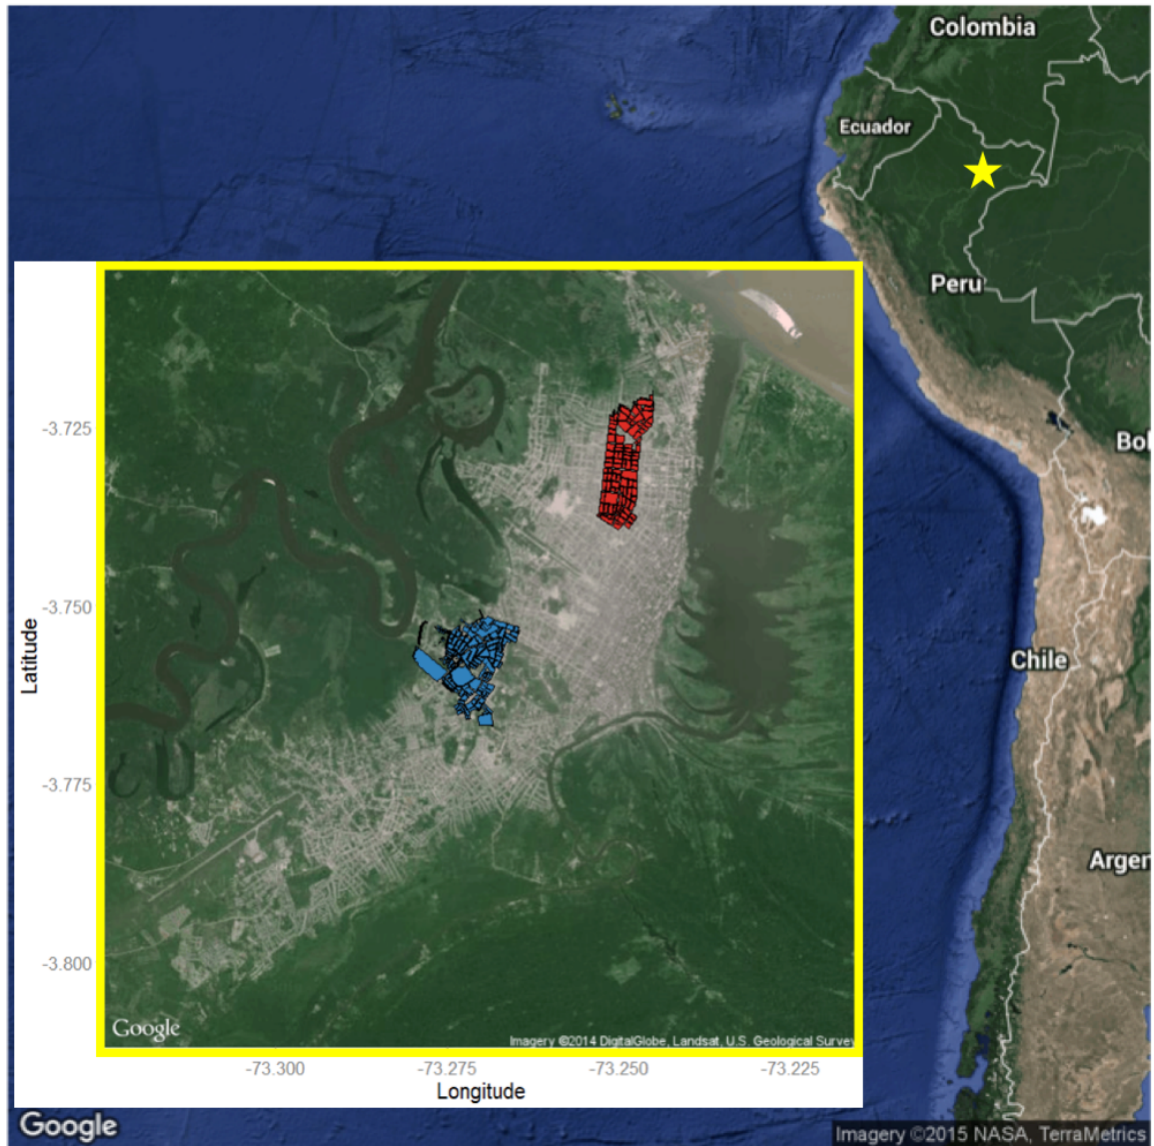 Colombia
Ecuador
Peru
Bol
Chile
Argen
Latitude
-3.725
-3.750
-3.775
-3.800
Google
Imagery ©2014 DigitalGlobe, Landsat, U.S. Geological Survey
-73.300
-73.275
-73.250
-73.225
Longitude
Google
Imagery ©2015 NASA, TerraMetrics